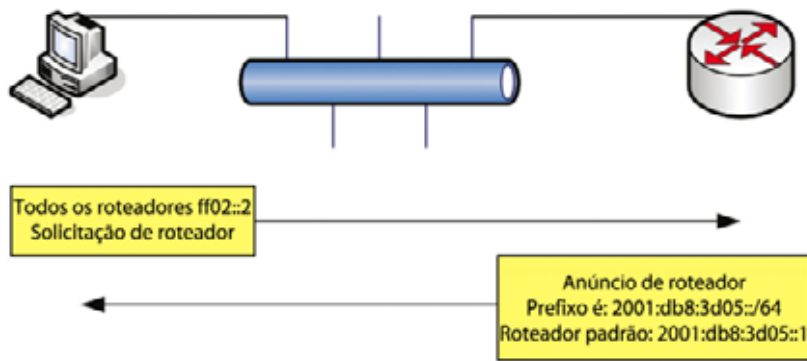 Todos os roteadores ff02::2
Solicitação de roteador
Anúncio de roteador
Prefixo é: 2001:db8:3d05::/64
Roteador padrão: 2001:db8:3d05::1